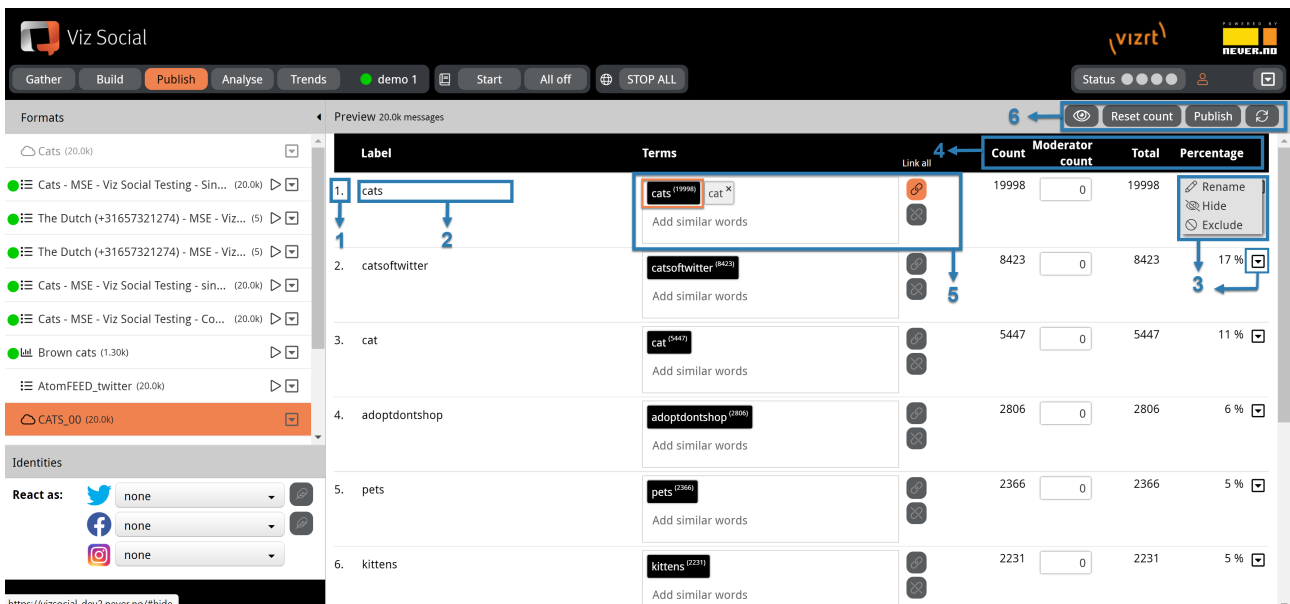 Viz Social
vizrt
POWERED BY
NEVER.NO
Gather Build Publish Analyse Trends demo 1 Start All off STOP ALL Status
Formats
Preview 20.0k messages
6 Reset count Publish
Cats (20.0k)
Label Terms Link all 4 Count Moderator count Total Percentage
Cats - MSE - Viz Social Testing - Sin... (20.0k)
The Dutch (+31657321274) - MSE - Viz... (5)
The Dutch (+31657321274) - MSE - Viz... (5)
Cats - MSE - Viz Social Testing - sin... (20.0k)
Cats - MSE - Viz Social Testing - Co... (20.0k)
Brown cats (1.30k)
AtomFEED_twitter (20.0k)
CATS_00 (20.0k)
1. cats cats (19998) cat × 19998 0 19998
Add similar words
Rename
Hide
Exclude
1 2 3 5
2. catsoftwitter catsoftwitter (8423) 8423 0 8423 17 %
Add similar words
3. cat cat (5447) 5447 0 5447 11 %
Add similar words
4. adoptdontshop adoptdontshop (2806) 2806 0 2806 6 %
Add similar words
5. pets pets (2366) 2366 0 2366 5 %
Add similar words
6. kittens kittens (2231) 2231 0 2231 5 %
Add similar words
Identities
React as: none
none
none